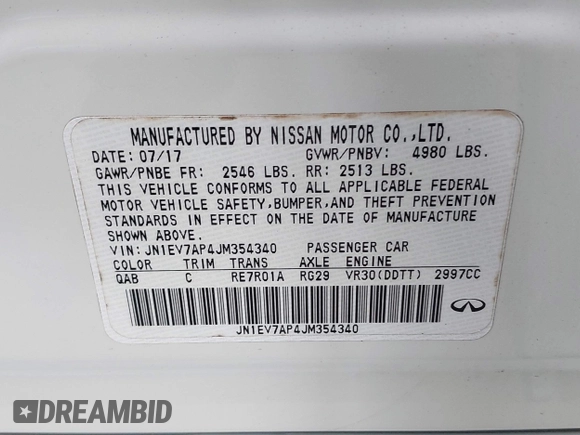 MANUFACTURED BY NISSAN MOTOR CO.,LTD.
DATE: 07/17 GVWR/PNBV: 4980 LBS.
GAWR/PNBE FR: 2546 LBS. RR: 2513 LBS.
THIS VEHICLE CONFORMS TO ALL APPLICABLE FEDERAL
MOTOR VEHICLE SAFETY,BUMPER,AND THEFT PREVENTION
STANDARDS IN EFFECT ON THE DATE OF MANUFACTURE
SHOWN ABOVE.
VIN: JN1EV7AP4JM354340 PASSENGER CAR
COLOR TRIM TRANS AXLE ENGINE
QAB C RE7R01A RG29 VR30(DDTT) 2997CC
JN1EV7AP4JM354340
DREAMBID